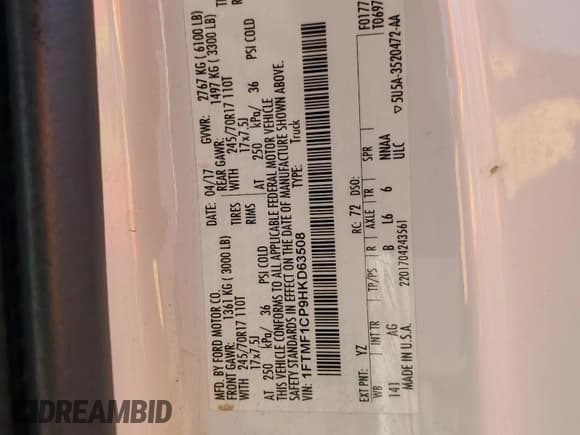 MFD. BY FORD MOTOR CO.
DATE: 04/17 GVWR: 2767 KG ( 6100 LB)
FRONT GAWR: 1361 KG ( 3000 LB) REAR GAWR: 1497 KG ( 3300 LB)
WITH 245/70R17 110T TIRES WITH 245/70R17 110T
17x7.5J RIMS 17x7.5J
AT 250 kPa/ 36 PSI COLD AT 250 kPa/ 36 PSI COLD
THIS VEHICLE CONFORMS TO ALL APPLICABLE FEDERAL MOTOR VEHICLE
SAFETY STANDARDS IN EFFECT ON THE DATE OF MANUFACTURE SHOWN ABOVE.
VIN: 1FTMF1CP9HKD63508 TYPE: Truck
F0177
T0697
EXT PNT: YZ RC: 72 DSO:
WB INT TR TP/PS R AXLE TR SPR
141 AG B L6 6 NNAA
ULC
MADE IN U.S.A. 2201704243561 ▽5U5A-3520472-AA
DREAMBID